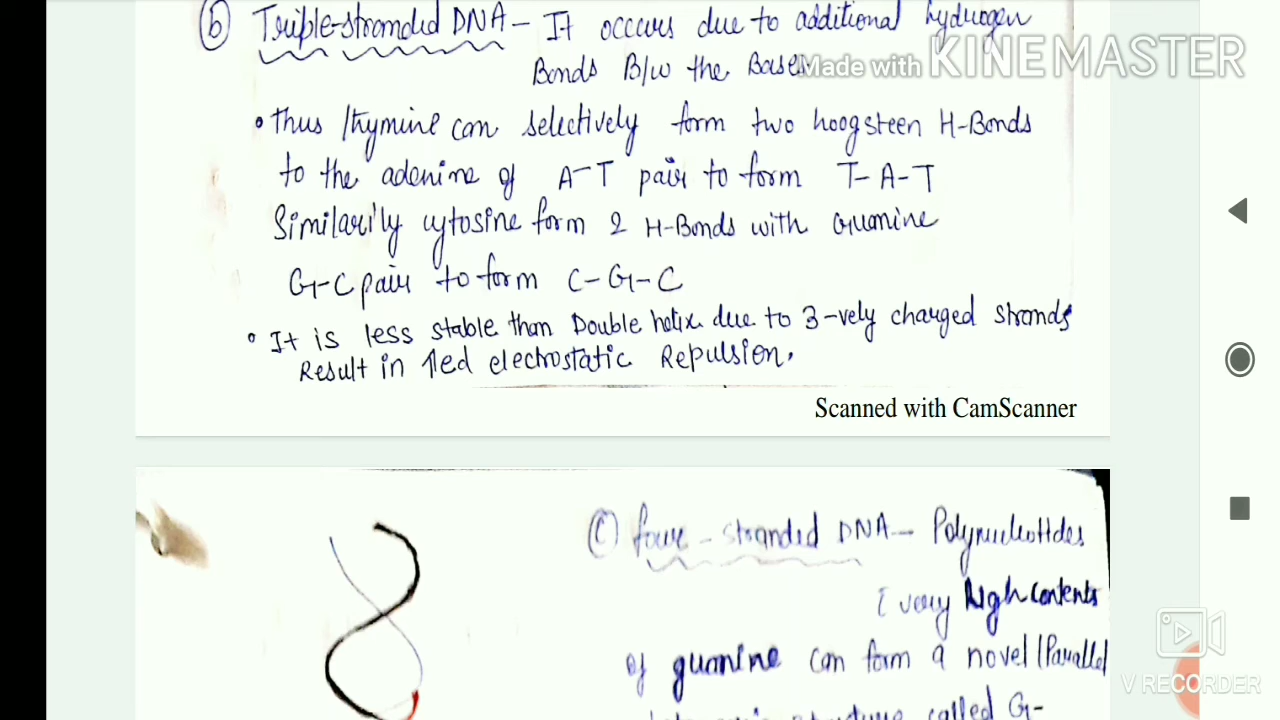 (b) Triple-stranded DNA - It occurs due to additional hydrogen
Bonds B/w the Bases
Made with KINEMASTER
• Thus thymine can selectively form two hoogsteen H-Bonds
to the adenine of A-T pair to form T-A-T
Similarily cytosine form 2 H-Bonds with Guanine
G-C pair to form C-G-C
• It is less stable than Double helix due to 3 -vely charged strands
Result in ↑ed electrostatic Repulsion.
Scanned with CamScanner
(C) four-stranded DNA - Polynucleotides
very high contents
of guanine can form a novel (Parallel
structure called G-
V RECORDER